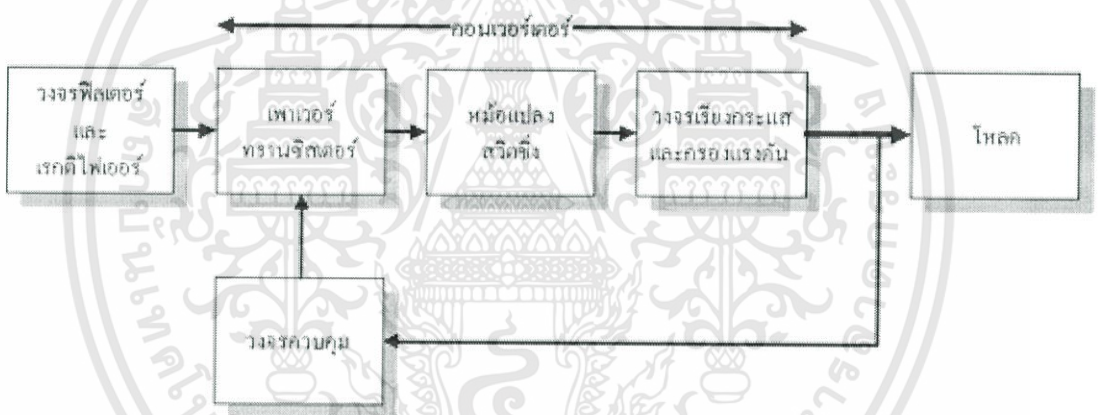 คอนเวอร์เตอร์
วงจรฟิลเตอร์
และ
เรกติไฟเออร์
เพาเวอร์
ทรานซิสเตอร์
หม้อแปลง
สวิตชิ่ง
วงจรเรียงกระแส
และกรองแรงดัน
โหลด
วงจรควบคุม